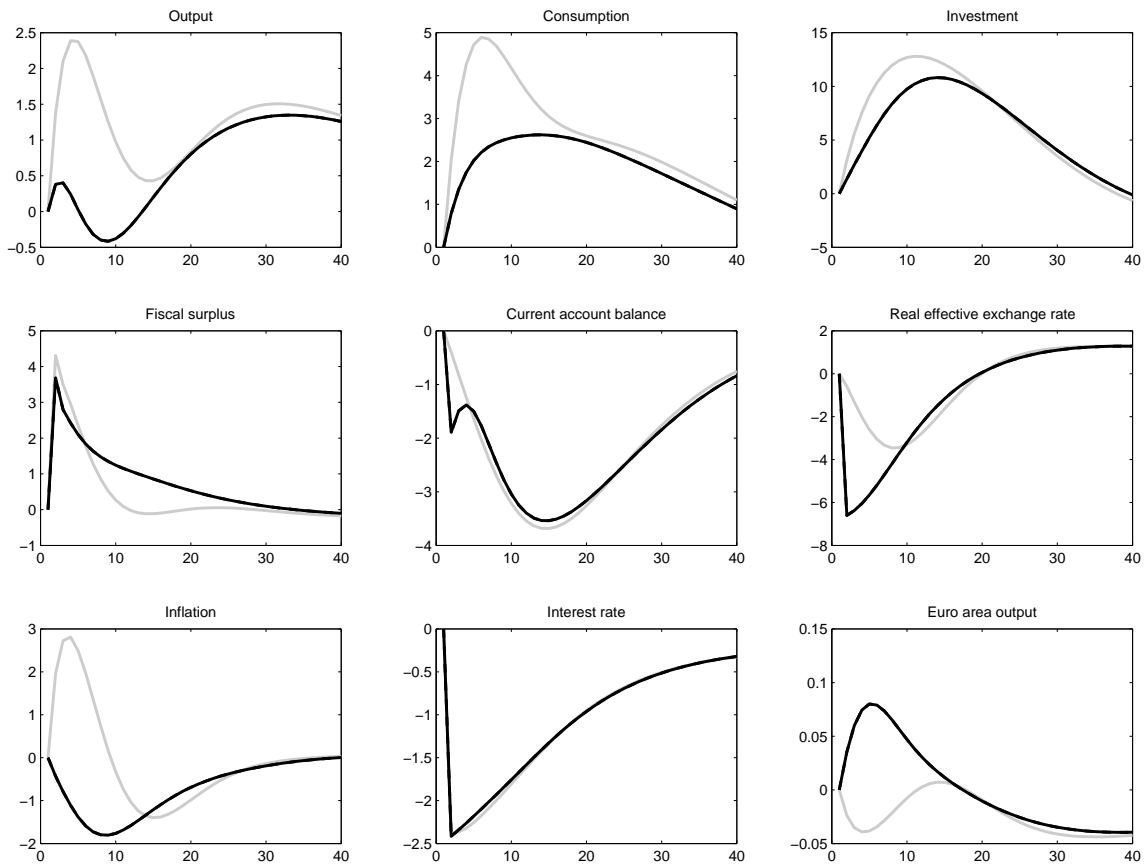 Output
2.5
2
1.5
1
0.5
0
−0.5
0 10 20 30 40
Consumption
5
4
3
2
1
0
0 10 20 30 40
Investment
15
10
5
0
−5
0 10 20 30 40
Fiscal surplus
5
4
3
2
1
0
−1
0 10 20 30 40
Current account balance
0
−1
−2
−3
−4
0 10 20 30 40
Real effective exchange rate
2
0
−2
−4
−6
−8
0 10 20 30 40
Inflation
3
2
1
0
−1
−2
0 10 20 30 40
Interest rate
0
−0.5
−1
−1.5
−2
−2.5
0 10 20 30 40
Euro area output
0.15
0.1
0.05
0
−0.05
0 10 20 30 40